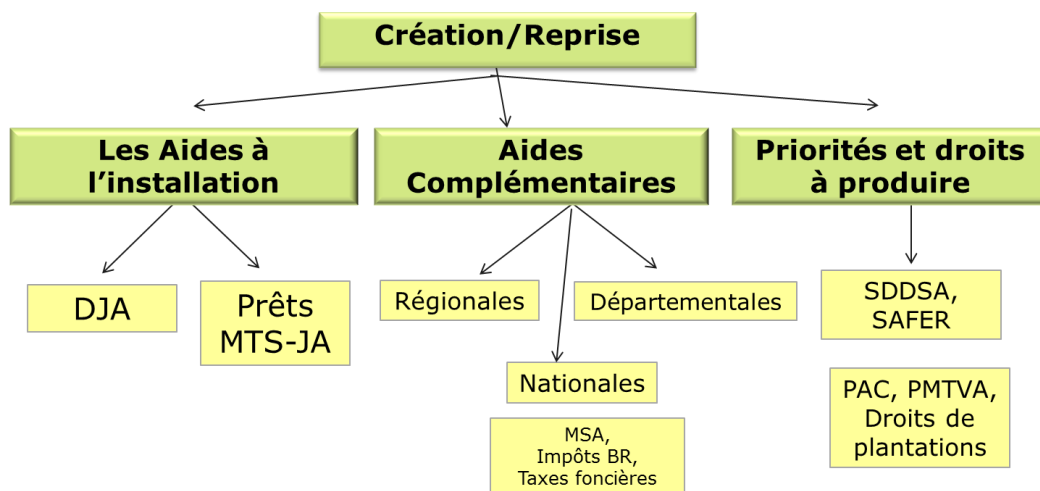 Création/Reprise
Les Aides à
l’installation
Aides
Complémentaires
Priorités et droits
à produire
DJA
Prêts
MTS-JA
Régionales
Départementales
Nationales
MSA,
Impôts BR,
Taxes foncières
SDDSA,
SAFER
PAC, PMTVA,
Droits de
plantations